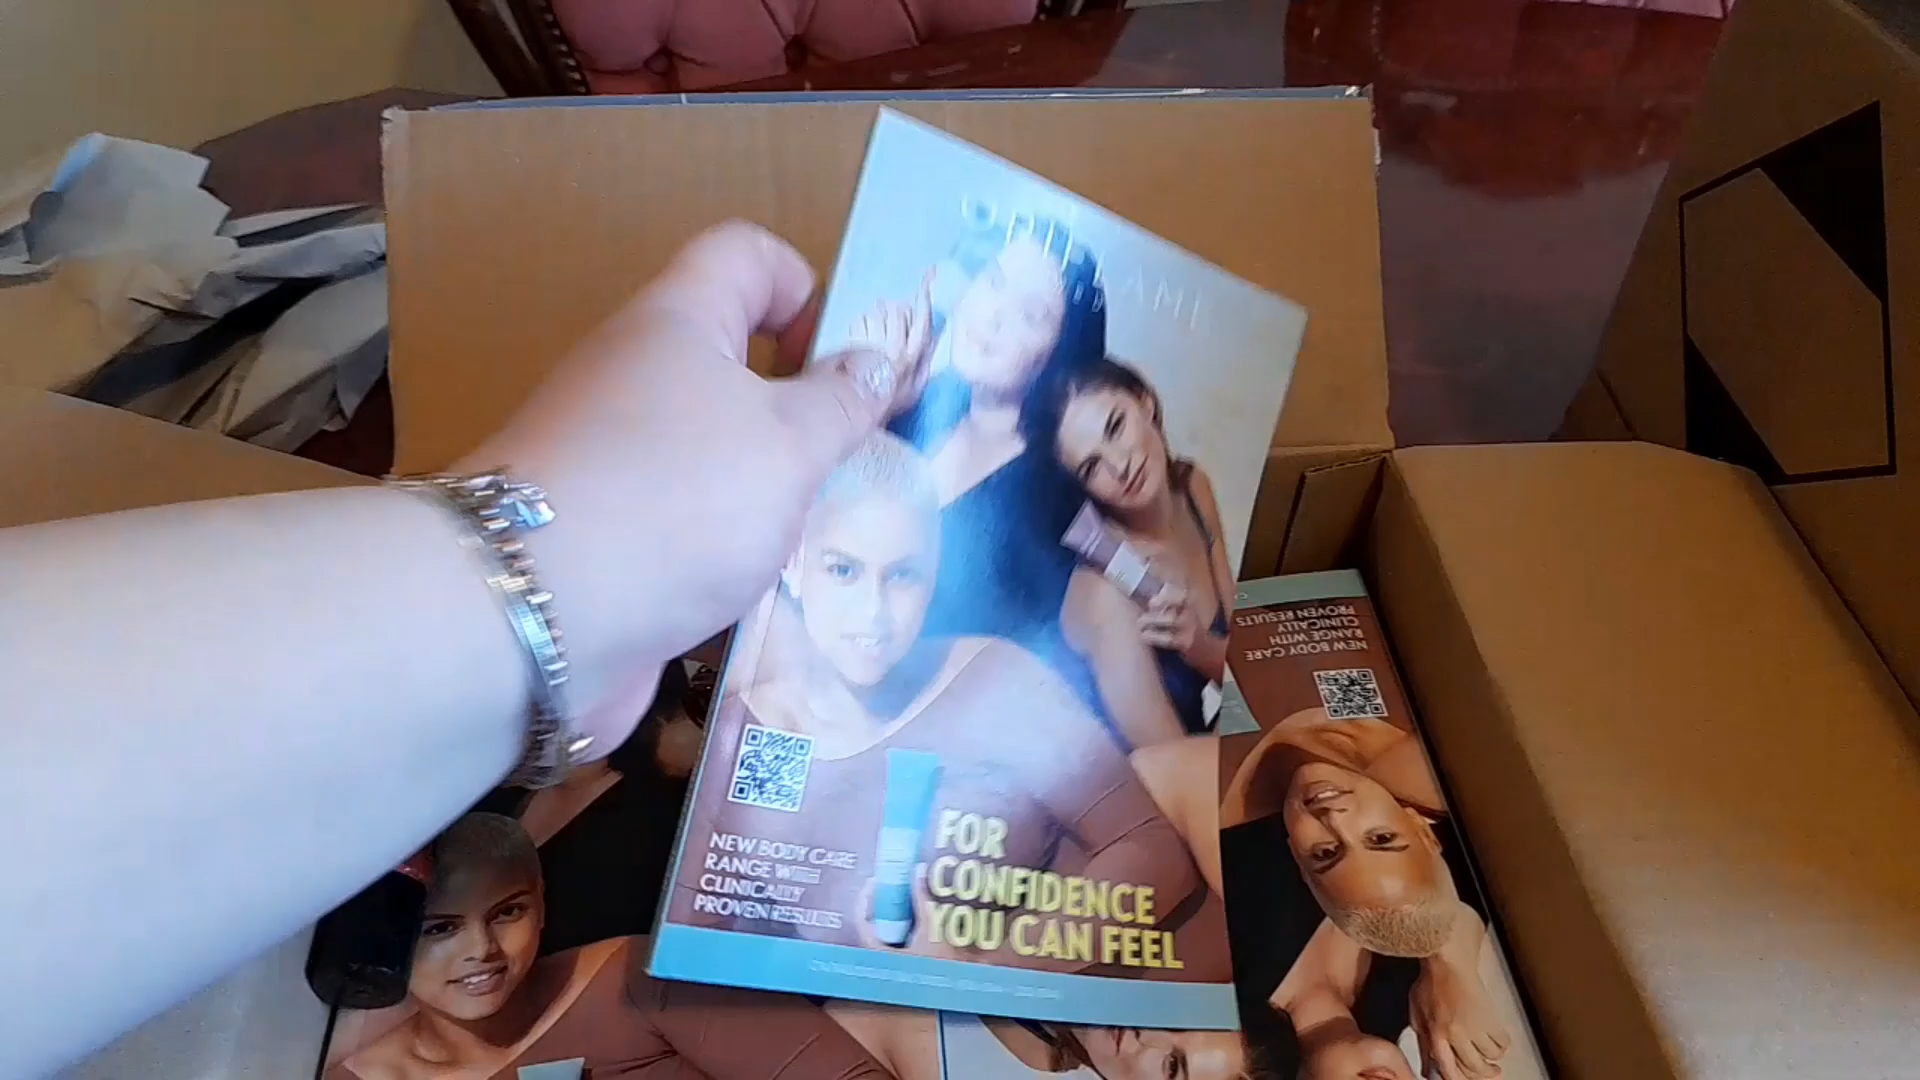 ORIFLAME
NEW BODY CARE
RANGE WITH
CLINICALLY
PROVEN RESULTS
FOR
CONFIDENCE
YOU CAN FEEL
NEW BODY CARE
RANGE WITH
CLINICALLY
PROVEN RESULTS